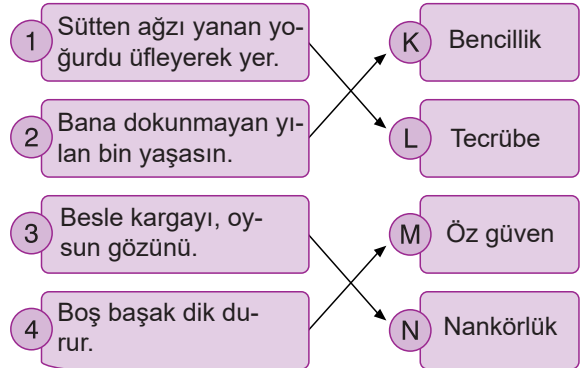 1
Sütten ağzı yanan yo-
ğurdu üfleyerek yer.
K
Bencillik
2
Bana dokunmayan yı-
lan bin yaşasın.
L
Tecrübe
3
Besle kargayı, oy-
sun gözünü.
M
Öz güven
4
Boş başak dik du-
rur.
N
Nankörlük